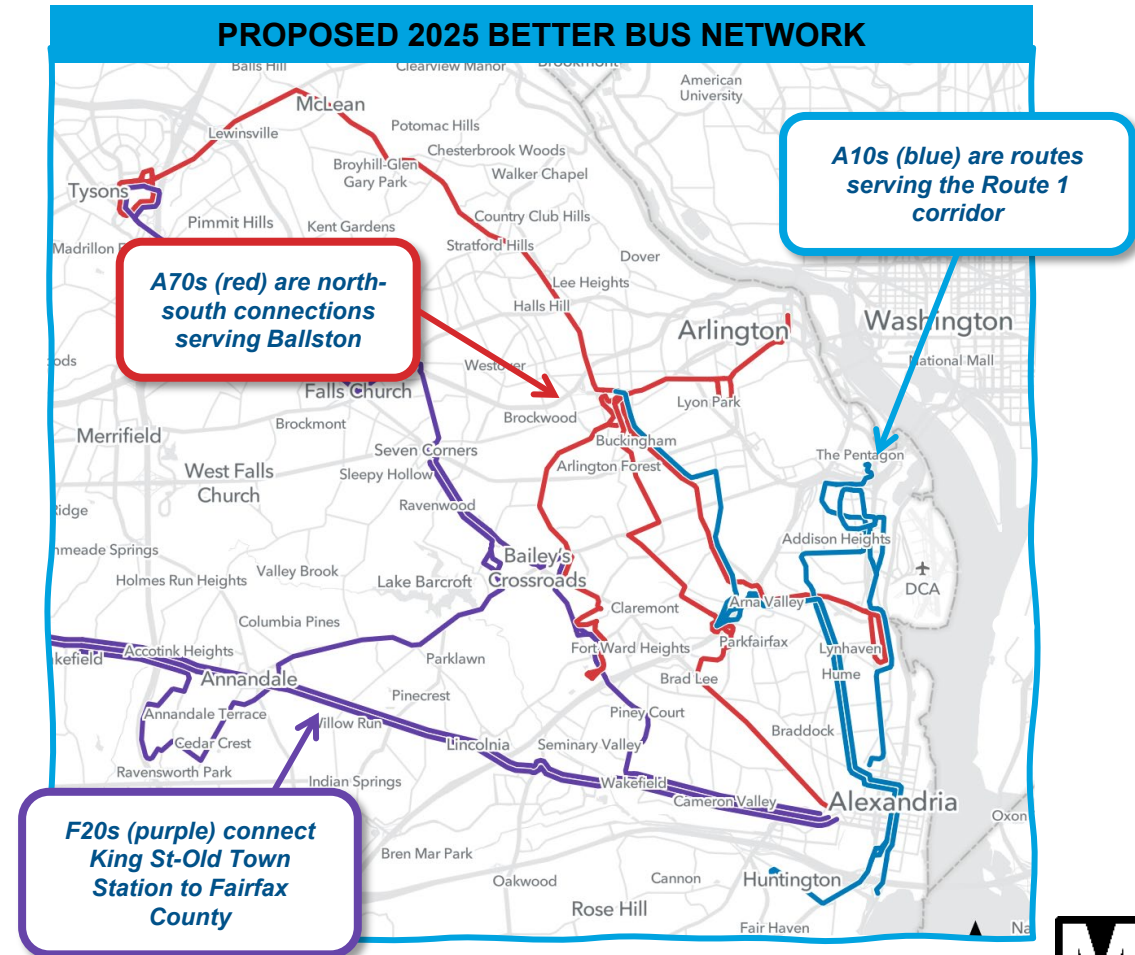 PROPOSED 2025 BETTER BUS NETWORK
Balls Hill
Clearview Manor
American
University
McLean
Lewinsville
Potomac Hills
Chesterbrook Woods
Broyhill-Glen
Gary Park
Walker Chapel
A10s (blue) are routes
serving the Route 1
corridor
Tysons
Pimmit Hills
Kent Gardens
Country Club Hills
Madrillon
Stratford Hills
Dover
A70s (red) are north-
south connections
serving Ballston
Lee Heights
Halls Hill
Arlington
Washington
National Mall
Falls Church
Lyon Park
Brockwood
Merrifield
Brockmont
Buckingham
Seven Corners
The Pentagon
West Falls
Church
Sleepy Hollow
Arlington Forest
Ravenwood
Addison Heights
Bailey's
Crossroads
Holmes Run Heights
Valley Brook
Lake Barcroft
DCA
Claremont
Arna Valley
Columbia Pines
Accotink Heights
Parklawn
Fort Ward Heights
Parkfairfax
Lynhaven
Annandale
Brad Lee
Hume
Pinecrest
Annandale Terrace
Willow Run
Piney Court
Braddock
Cedar Crest
Lincolnia
Seminary Valley
Ravensworth Park
Indian Springs
Wakefield
Cameron Valley
Alexandria
F20s (purple) connect
King St-Old Town
Station to Fairfax
County
Bren Mar Park
Oakwood
Cannon
Huntington
Rose Hill
Fair Haven